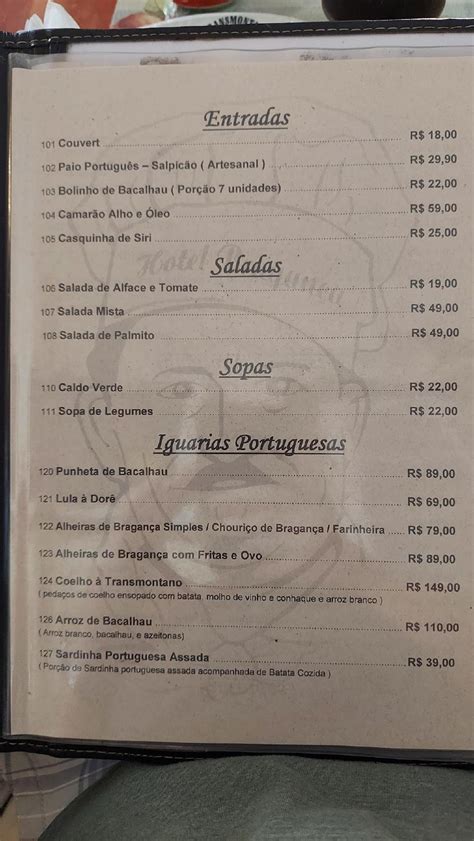 Entradas
101 Couvert R$ 18,00
102 Paio Português – Salpicão ( Artesanal ) R$ 29,90
103 Bolinho de Bacalhau ( Porção 7 unidades) R$ 22,00
104 Camarão Alho e Óleo R$ 59,00
105 Casquinha de Siri R$ 25,00
Saladas
106 Salada de Alface e Tomate R$ 19,00
107 Salada Mista R$ 49,00
108 Salada de Palmito R$ 49,00
Sopas
110 Caldo Verde R$ 22,00
111 Sopa de Legumes R$ 22,00
Iguarias Portuguesas
120 Punheta de Bacalhau R$ 89,00
121 Lula à Dorê R$ 69,00
122 Alheiras de Bragança Simples / Chouriço de Bragança / Farinheira R$ 79,00
123 Alheiras de Bragança com Fritas e Ovo R$ 89,00
124 Coelho à Transmontano R$ 149,00
( pedaços de coelho ensopado com batata, molho de vinho e conhaque e arroz branco )
126 Arroz de Bacalhau R$ 110,00
( Arroz branco, bacalhau, e azeitonas)
127 Sardinha Portuguesa Assada R$ 39,00
( Porção de Sardinha portuguesa assada acompanhada de Batata Cozida )